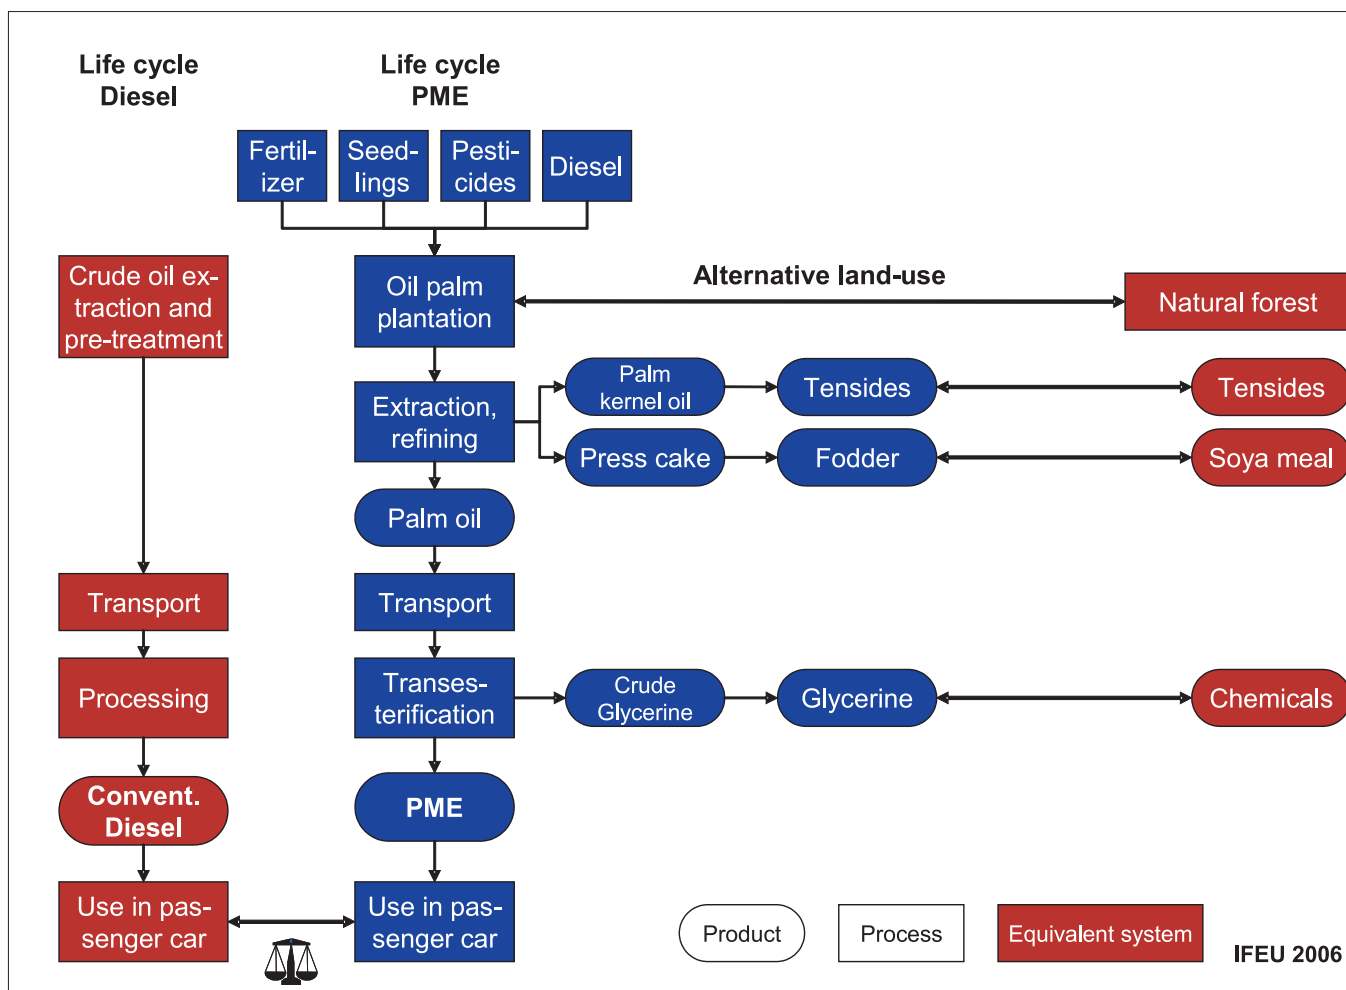 Life cycle
Diesel
Life cycle
PME
Fertil-
izer
Seed-
lings
Pesti-
cides
Diesel
Crude oil ex-
traction and
pre-treatment
Oil palm
plantation
Alternative land-use
Natural forest
Extraction,
refining
Palm
kernel oil
Tensides
Tensides
Press cake
Fodder
Soya meal
Palm oil
Transport
Transport
Processing
Transes-
terification
Crude
Glycerine
Glycerine
Chemicals
Convent.
Diesel
PME
Use in pas-
senger car
Use in pas-
senger car
Product
Process
Equivalent system
IFEU 2006